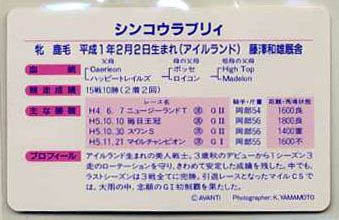 シンコウラブリイ
牝 鹿毛 平成1年2月2日生まれ(アイルランド) 藤澤和雄厩舎
血統
父母 母の父母 祖母の父母
Caerleon ポッセ High Top
ハッピートレイルズ ロイコン Madelon
競走成績 15戦10勝(2着2回)
主な勝鞍 レース名 騎手・斤量 距離・馬場状態
H4. 6. 7 ニュージーランドT GII 岡部54 1600良
H5.10.10 毎日王冠 GII 岡部56 1800良
H5.10.30 スワンS GII 岡部56 1400重
H5.11.21 マイルチャンピオン GI 岡部55 1600不
プロフィール
アイルランド生まれの美人戦士。3歳秋のデビューから1シーズン3
走のローテーションを守り、きわめて安定した成績を残した。中でも、
ラストシーズンは3戦全てに完勝。引退レースとなったマイルCSで
は、大雨の中、念願のGI初制覇を果たした。
©AVANTI Photographer:K.YAMAMOTO